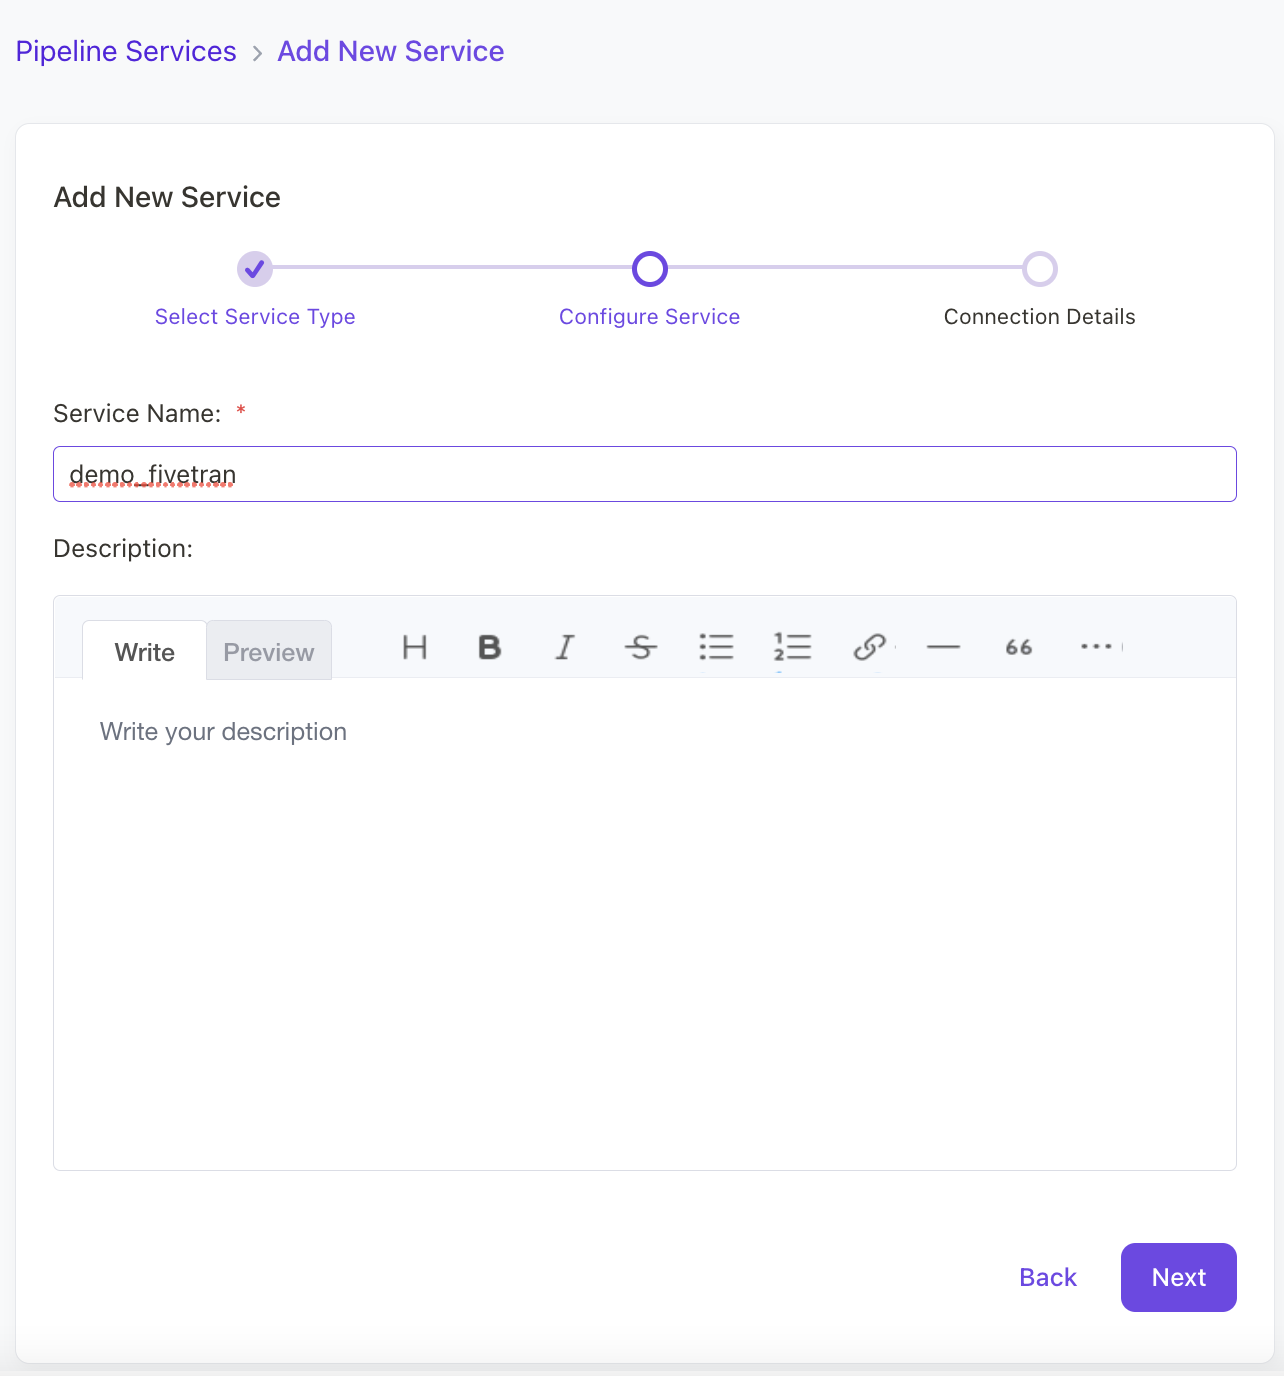 Pipeline Services > Add New Service
Add New Service
Select Service Type
Configure Service
Connection Details
Service Name: *
demo_fivetran
Description:
Write
Preview
Write your description
Back
Next